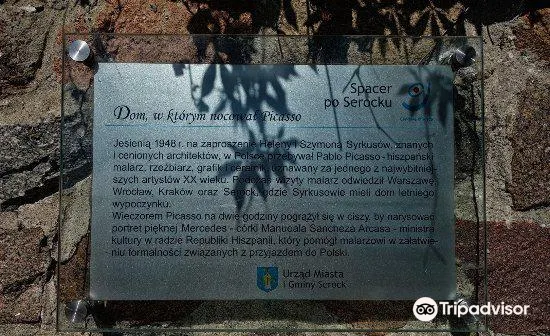 Spacer
po Serocku
Dom, w którym nocował Picasso
Jesienią 1948 r. na zaproszenie Heleny i Szymona Syrkusów, znanych
i cenionych architektów, w Polsce przebywał Pablo Picasso - hiszpański
malarz, rzeźbiarz, grafik i ceramik, uznawany za jednego z najwybitniej-
szych artystów XX wieku. Podczas wizyty malarz odwiedził Warszawę,
Wrocław, Kraków oraz Serock, gdzie Syrkusowie mieli dom letniego
wypoczynku.
Wieczorem Picasso na dwie godziny pogrążył się w ciszy, by narysować
portret pięknej Mercedes - córki Manueala Sancheza Arcasa - ministra
kultury w radzie Republiki Hiszpanii, który pomógł malarzowi w załatwie-
niu formalności związanych z przyjazdem do Polski.
Urząd Miasta
i Gminy Serock
Tripadvisor